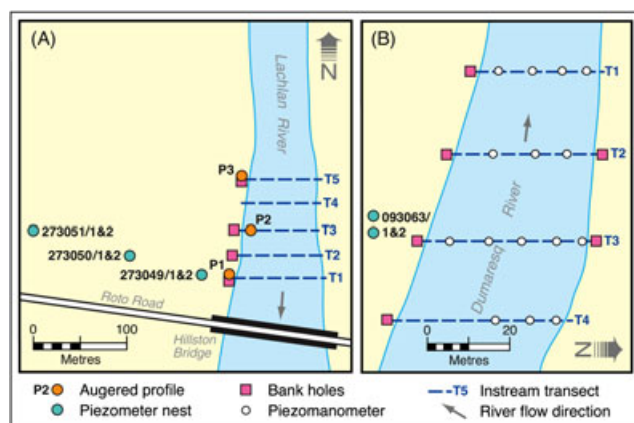 (A)
N
Lachlan River
P3
T5
T4
273051/1&2
P2
T3
273050/1&2
T2
273049/1&2
P1
T1
Roto Road
0 100
Metres
Hillston
Bridge
(B)
T1
T2
093063/
1&2
River
T3
Dumaresq
T4
0 20
Metres
N
P2 Augered profile
Bank holes
T5 Instream transect
Piezometer nest
Piezomanometer
River flow direction